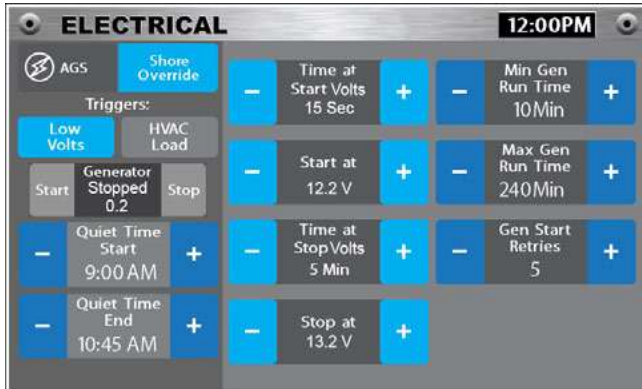 ELECTRICAL
12:00PM
AGS
Shore
Override
Triggers:
Low
Volts
HVAC
Load
Start
Generator
Stopped
0.2
Stop
–
Quiet Time
Start
9:00 AM
+
–
Quiet Time
End
10:45 AM
+
–
Time at
Start Volts
15 Sec
+
–
Start at
12.2 V
+
–
Time at
Stop Volts
5 Min
+
–
Stop at
13.2 V
+
–
Min Gen
Run Time
10Min
+
–
Max Gen
Run Time
240Min
+
–
Gen Start
Retries
5
+